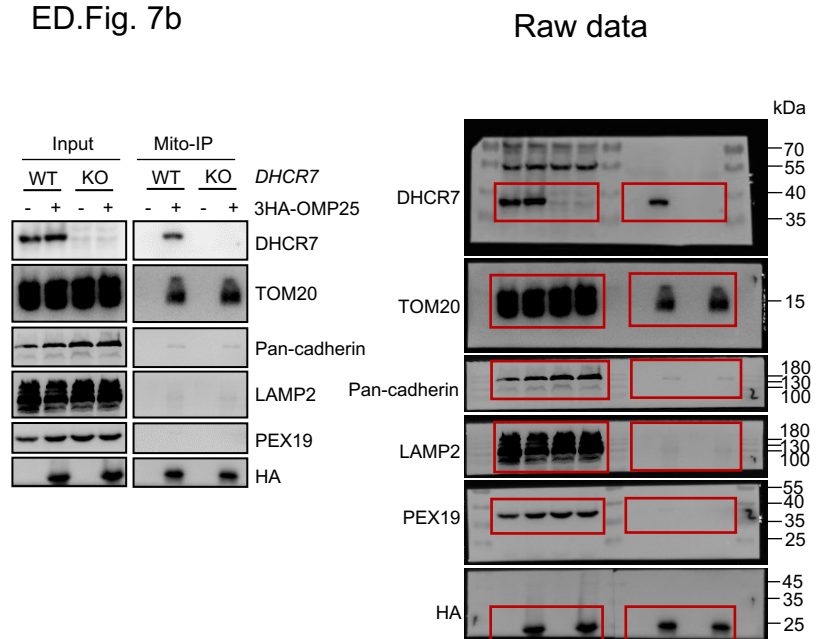 ED.Fig. 7b
Raw data
Input Mito-IP
WT KO WT KO DHCR7
- + - + - + - + 3HA-OMP25
DHCR7
TOM20
Pan-cadherin
LAMP2
PEX19
HA
kDa
DHCR7
70
55
40
35
TOM20
15
Pan-cadherin
180
130
100
2
LAMP2
180
130
100
PEX19
55
40
35
25
2
HA
45
35
25